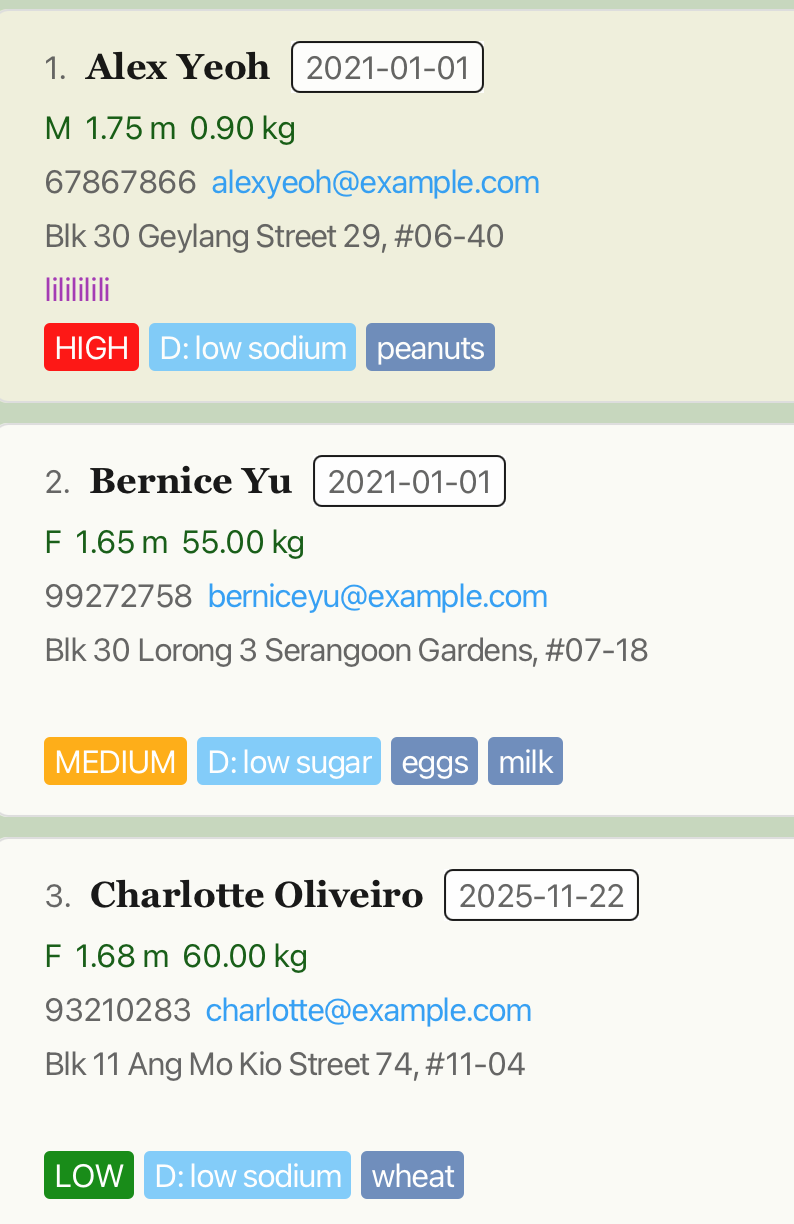 1. Alex Yeoh 2021-01-01
M 1.75 m 0.90 kg
67867866 alexyeoh@example.com
Blk 30 Geylang Street 29, #06-40
lililililili
HIGH D: low sodium peanuts
2. Bernice Yu 2021-01-01
F 1.65 m 55.00 kg
99272758 berniceyu@example.com
Blk 30 Lorong 3 Serangoon Gardens, #07-18
MEDIUM D: low sugar eggs milk
3. Charlotte Oliveiro 2025-11-22
F 1.68 m 60.00 kg
93210283 charlotte@example.com
Blk 11 Ang Mo Kio Street 74, #11-04
LOW D: low sodium wheat